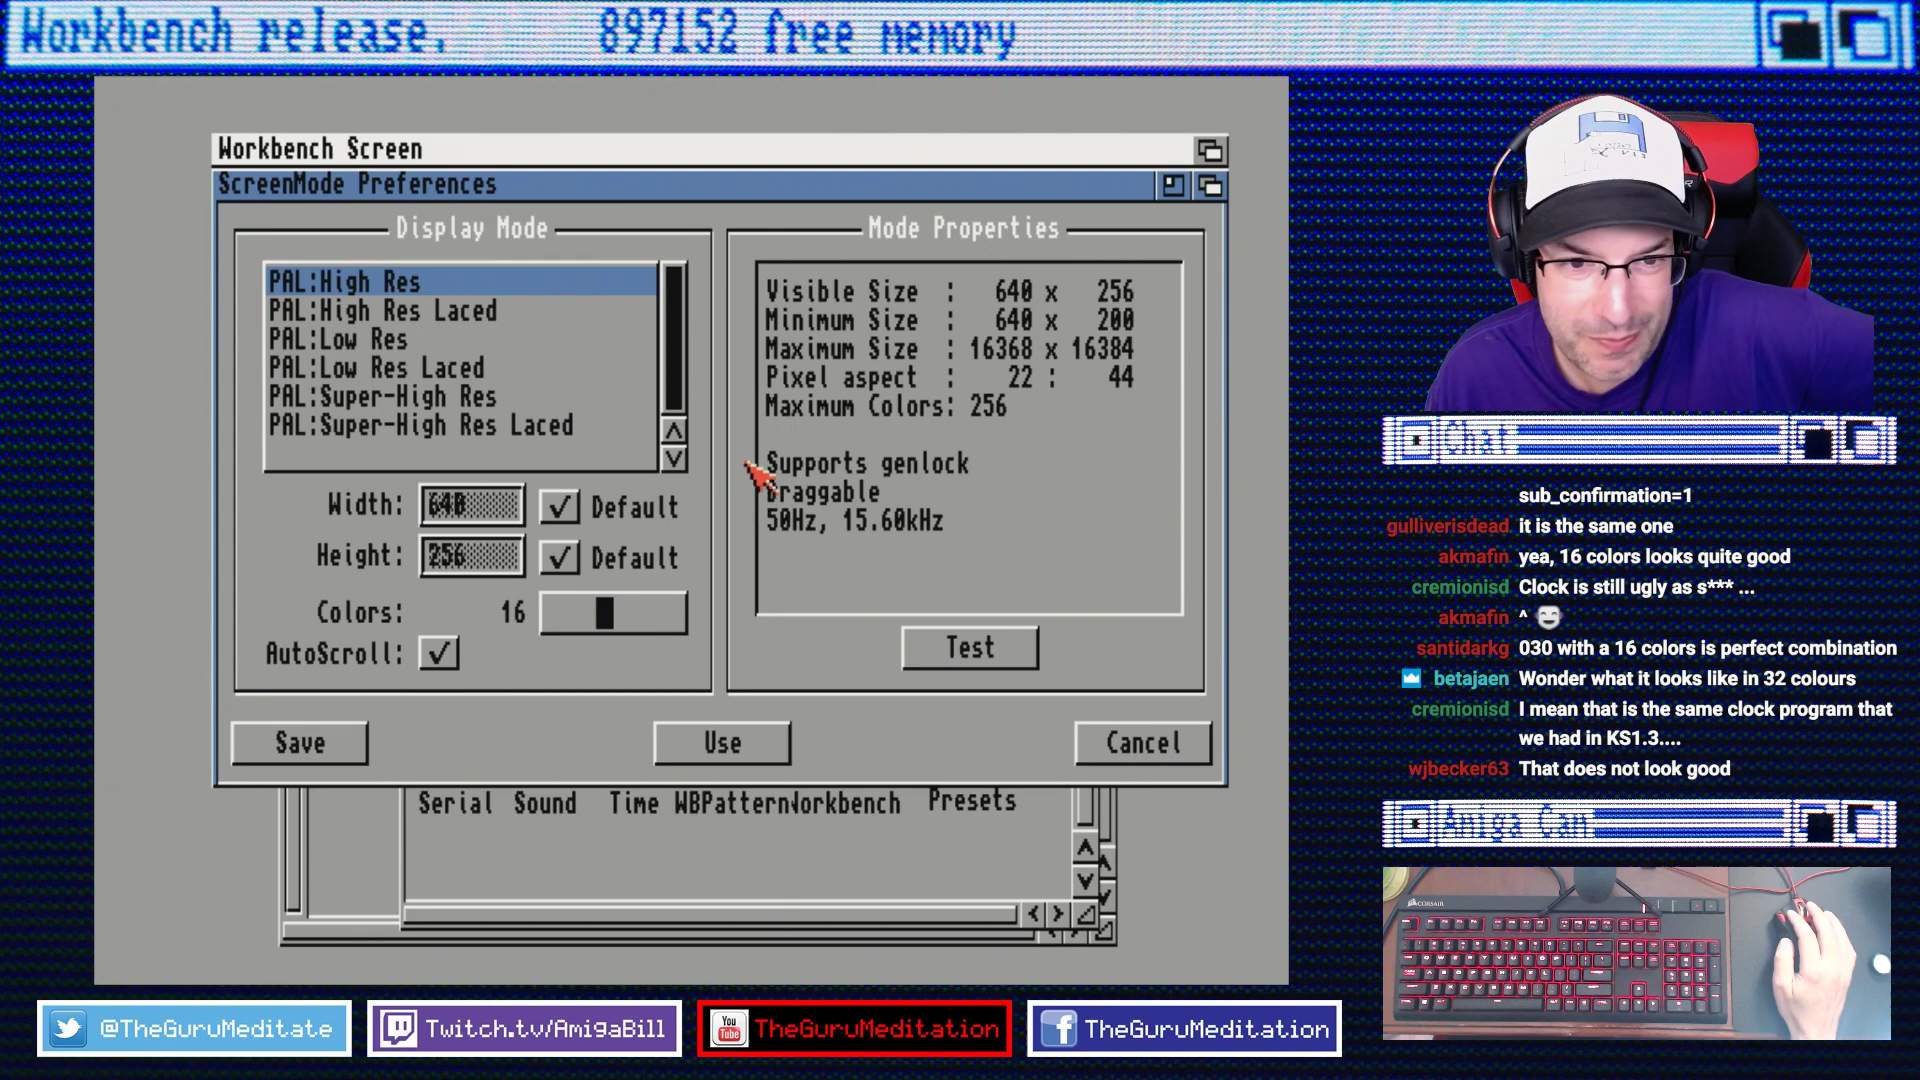 Workbench release.    897152 free memory
Workbench Screen
ScreenMode Preferences
Display Mode
PAL:High Res
PAL:High Res Laced
PAL:Low Res
PAL:Low Res Laced
PAL:Super-High Res
PAL:Super-High Res Laced
Width: 640 Default
Height: 256 Default
Colors: 16
AutoScroll:
Mode Properties
Visible Size : 640 x 256
Minimum Size : 640 x 200
Maximum Size : 16368 x 16384
Pixel aspect : 22 : 44
Maximum Colors: 256
Supports genlock
Draggable
50Hz, 15.60kHz
Test
Save Use Cancel
Serial Sound Time WBPattern Workbench Presets
Chat
sub_confirmation=1
gulliverisdead it is the same one
akmafin yea, 16 colors looks quite good
cremionisd Clock is still ugly as s*** ...
akmafin ^
santidarkg 030 with a 16 colors is perfect combination
betajaen Wonder what it looks like in 32 colours
cremionisd I mean that is the same clock program that
we had in KS1.3....
wjbecker63 That does not look good
Amiga Cam
CORSAIR
@TheGuruMeditate
Twitch.tv/AmigaBill
You Tube TheGuruMeditation
TheGuruMeditation